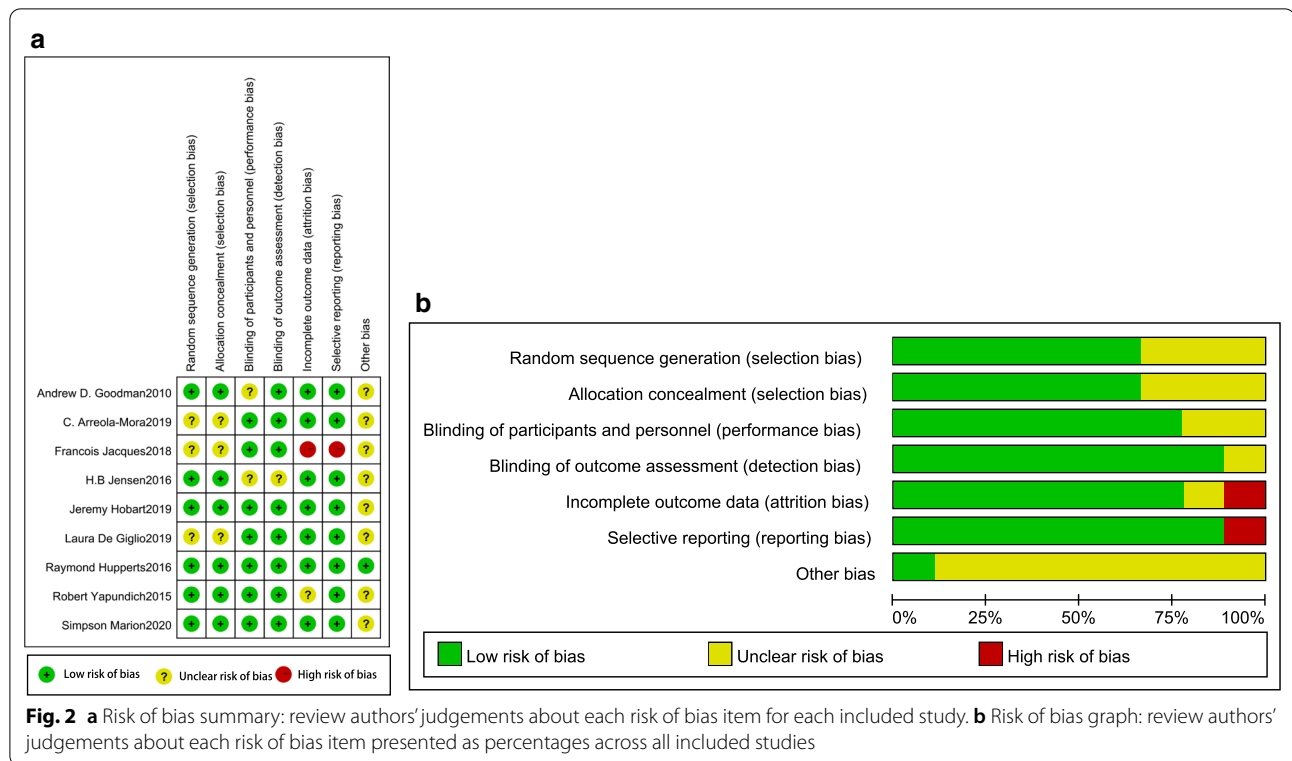 a
Random sequence generation (selection bias)
Allocation concealment (selection bias)
Blinding of participants and personnel (performance bias)
Blinding of outcome assessment (detection bias)
Incomplete outcome data (attrition bias)
Selective reporting (reporting bias)
Other bias
Andrew D. Goodman2010 + + ? + + + ?
C. Arreola-Mora2019 ? ? + + + + ?
Francois Jacques2018 ? ? + + - - ?
H.B Jensen2016 + + ? ? + + ?
Jeremy Hobart2019 + + + + + + ?
Laura De Giglio2019 ? ? + + + + ?
Raymond Hupperts2016 + + + + + + +
Robert Yapundich2015 + + + + ? + ?
Simpson Marion2020 + + + + + + ?
+ Low risk of bias ? Unclear risk of bias - High risk of bias
b
Random sequence generation (selection bias)
Allocation concealment (selection bias)
Blinding of participants and personnel (performance bias)
Blinding of outcome assessment (detection bias)
Incomplete outcome data (attrition bias)
Selective reporting (reporting bias)
Other bias
0% 25% 50% 75% 100%
Low risk of bias Unclear risk of bias High risk of bias
Fig. 2 a Risk of bias summary: review authors' judgements about each risk of bias item for each included study. b Risk of bias graph: review authors'
judgements about each risk of bias item presented as percentages across all included studies